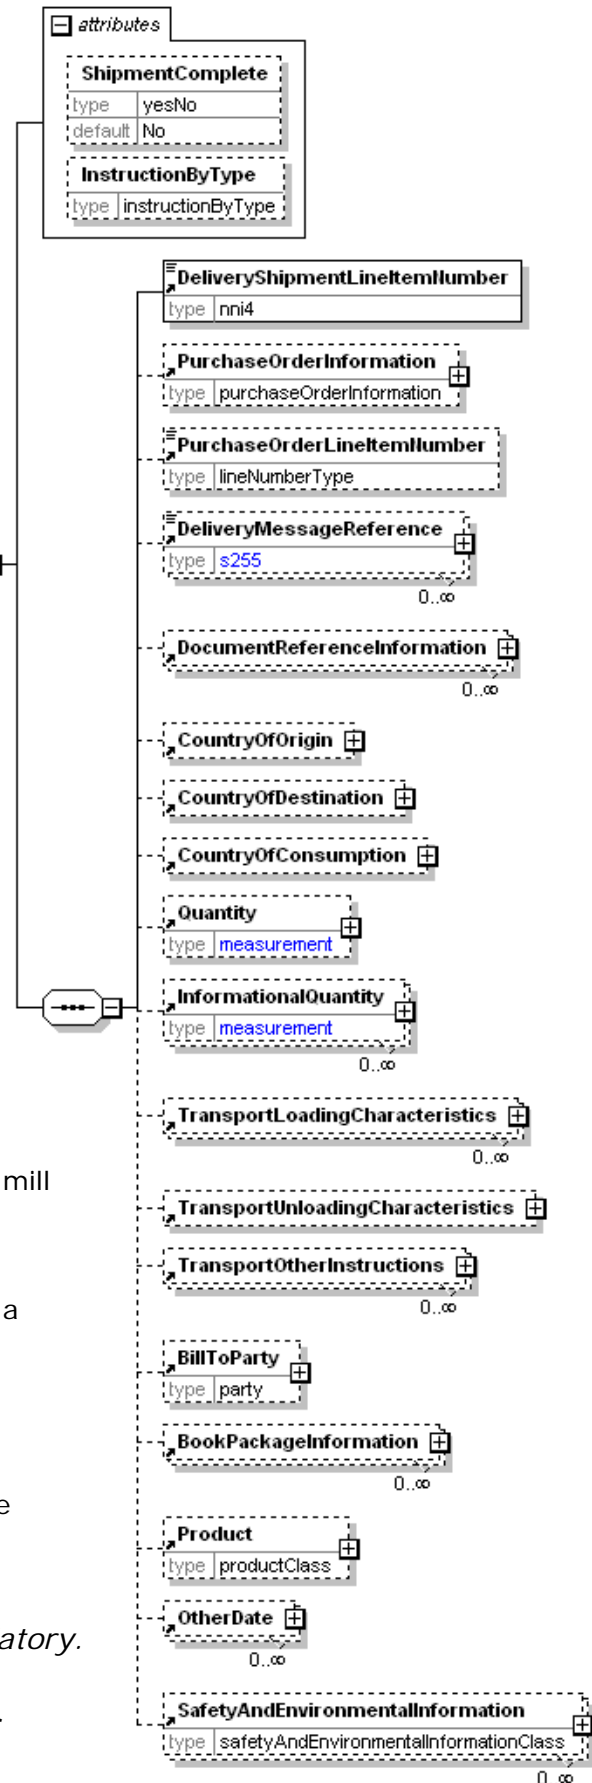 attributes
ShipmentComplete
type yesNo
default No
InstructionByType
type instructionByType
DeliveryShipmentLineItemNumber
type nni4
PurchaseOrderInformation
type purchaseOrderInformation
PurchaseOrderLineItemNumber
type lineNumberType
DeliveryMessageReference
type s255
0..∞
DocumentReferenceInformation
0..∞
CountryOfOrigin
CountryOfDestination
CountryOfConsumption
Quantity
type measurement
InformationalQuantity
type measurement
0..∞
TransportLoadingCharacteristics
0..∞
mill
TransportUnloadingCharacteristics
TransportOtherInstructions
0..∞
a
BillToParty
type party
BookPackageInformation
0..∞
e
Product
type productClass
OtherDate
atory.
0..∞
.
SafetyAndEnvironmentalInformation
type safetyAndEnvironmentalInformationClass
0..∞